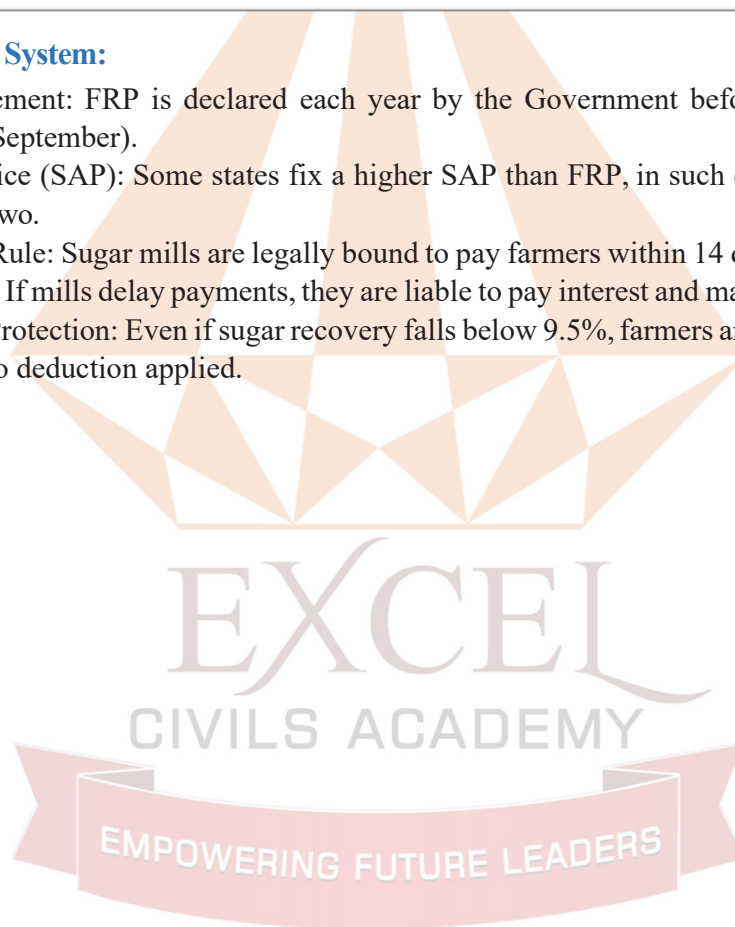 System:
ement: FRP is declared each year by the Government befo
September).
ice (SAP): Some states fix a higher SAP than FRP, in such
wo.
Rule: Sugar mills are legally bound to pay farmers within 14
If mills delay payments, they are liable to pay interest and ma
rotection: Even if sugar recovery falls below 9.5%, farmers a
o deduction applied.
EXCEL
CIVILS ACADEMY
EMPOWERING FUTURE LEADERS